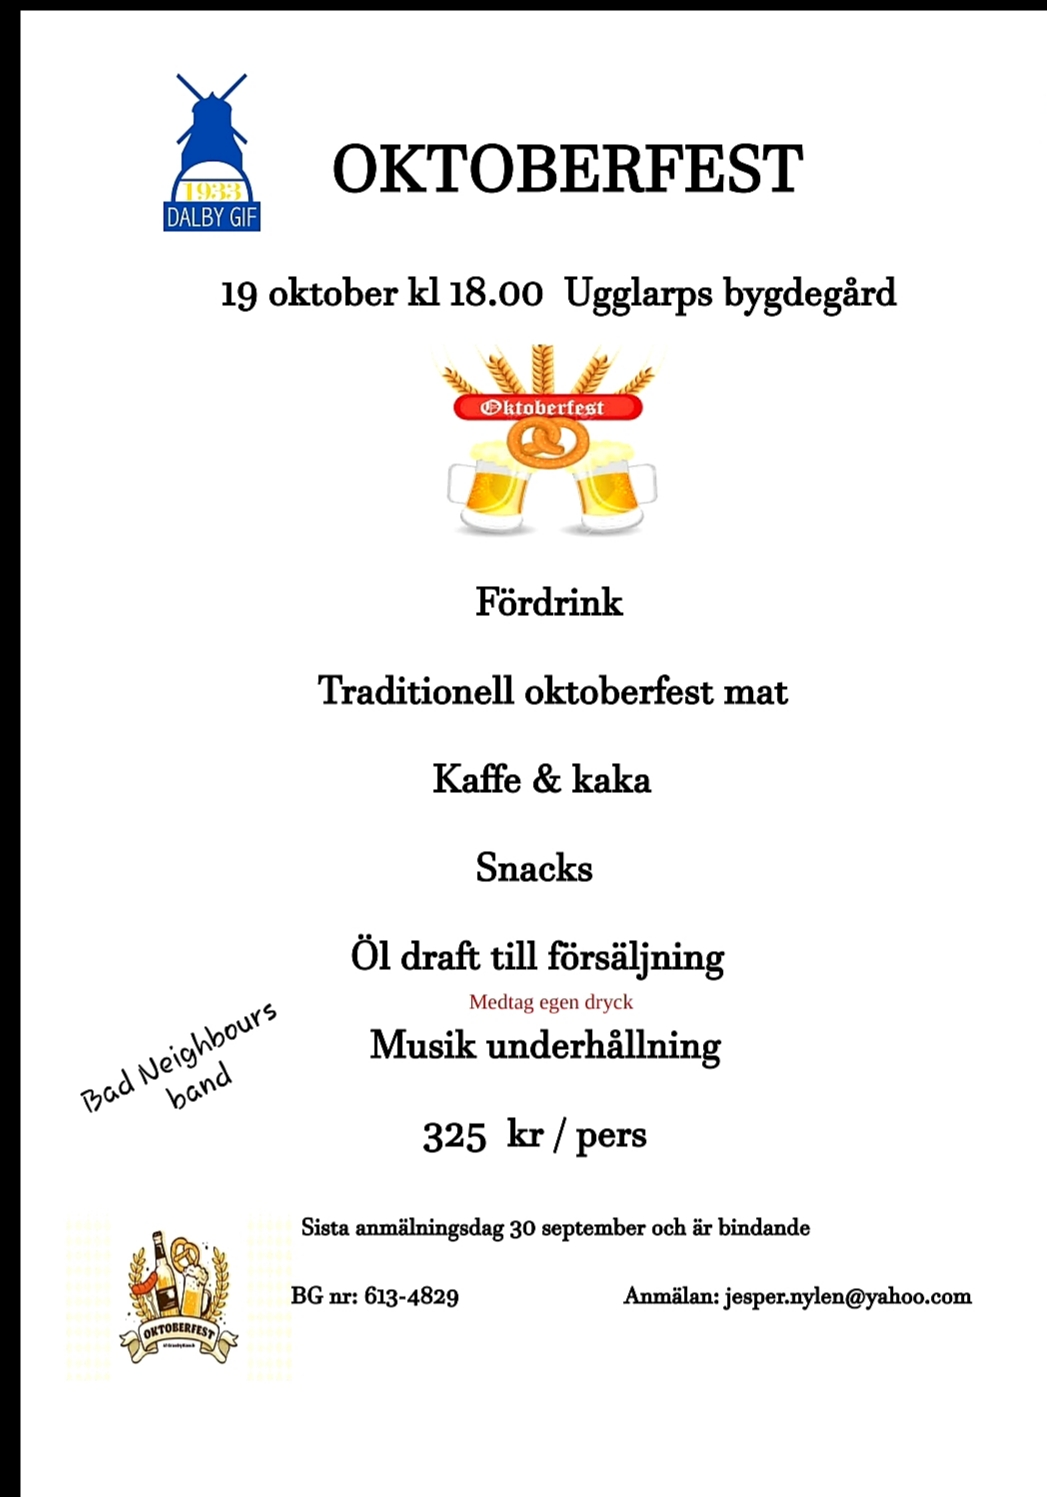 1933
DALBY GIF
OKTOBERFEST
19 oktober kl 18.00 Ugglarps bygdegård
Oktoberfest
Fördrink
Traditionell oktoberfest mat
Kaffe & kaka
Snacks
Öl draft till försäljning
Medtag egen dryck
Musik underhållning
Bad Neighbours
band
325 kr / pers
Sista anmälningsdag 30 september och är bindande
BG nr: 613-4829
Anmälan: jesper.nylen@yahoo.com
OKTOBERFEST